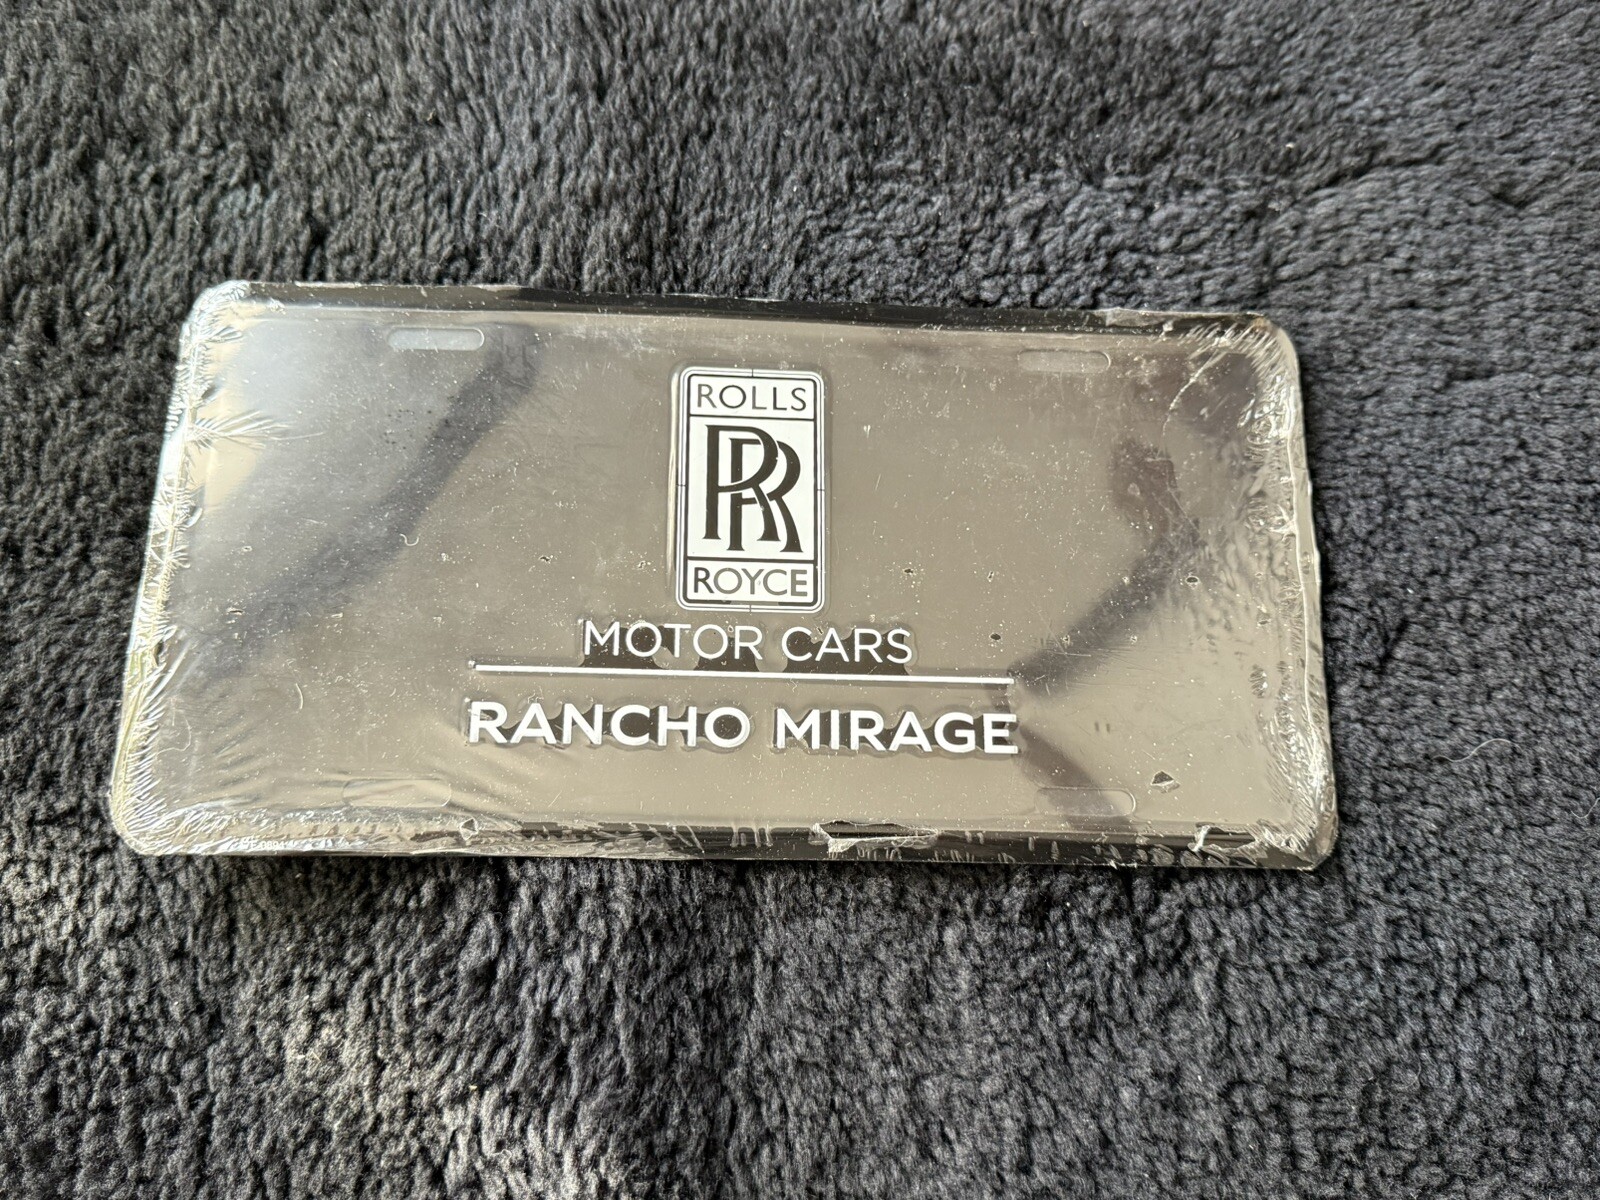 ROLLS
RR
ROYCE
MOTOR CARS
RANCHO MIRAGE